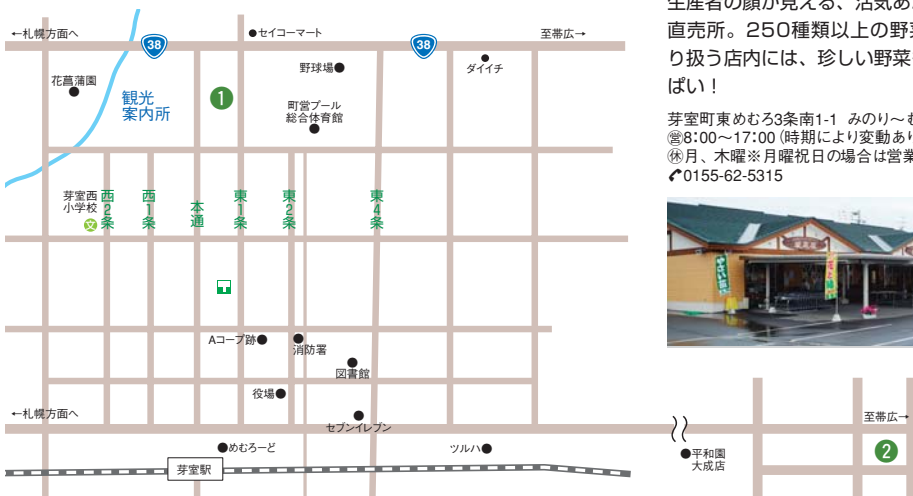 ←札幌方面へ
38
●セイコーマート
38
至帯広→
花菖蒲園
観光
案内所
1
野球場
ダイイチ
町営プール
総合体育館
芽室西
小学校
文
西2条
西1条
本通
東1条
東2条
東4条
Aコープ跡
消防署
図書館
役場
←札幌方面へ
セブンイレブン
めむろーど
ツルハ
芽室駅
生産者の顔が見える、活気あ
直売所。250種類以上の野
り扱う店内には、珍しい野菜
ぱい!
芽室町東めむろ3条南1-1 みのり〜
営8:00〜17:00(時期により変動あり
休月、木曜※月曜祝日の場合は営業
0155-62-5315
至帯広→
平和園
大成店
2